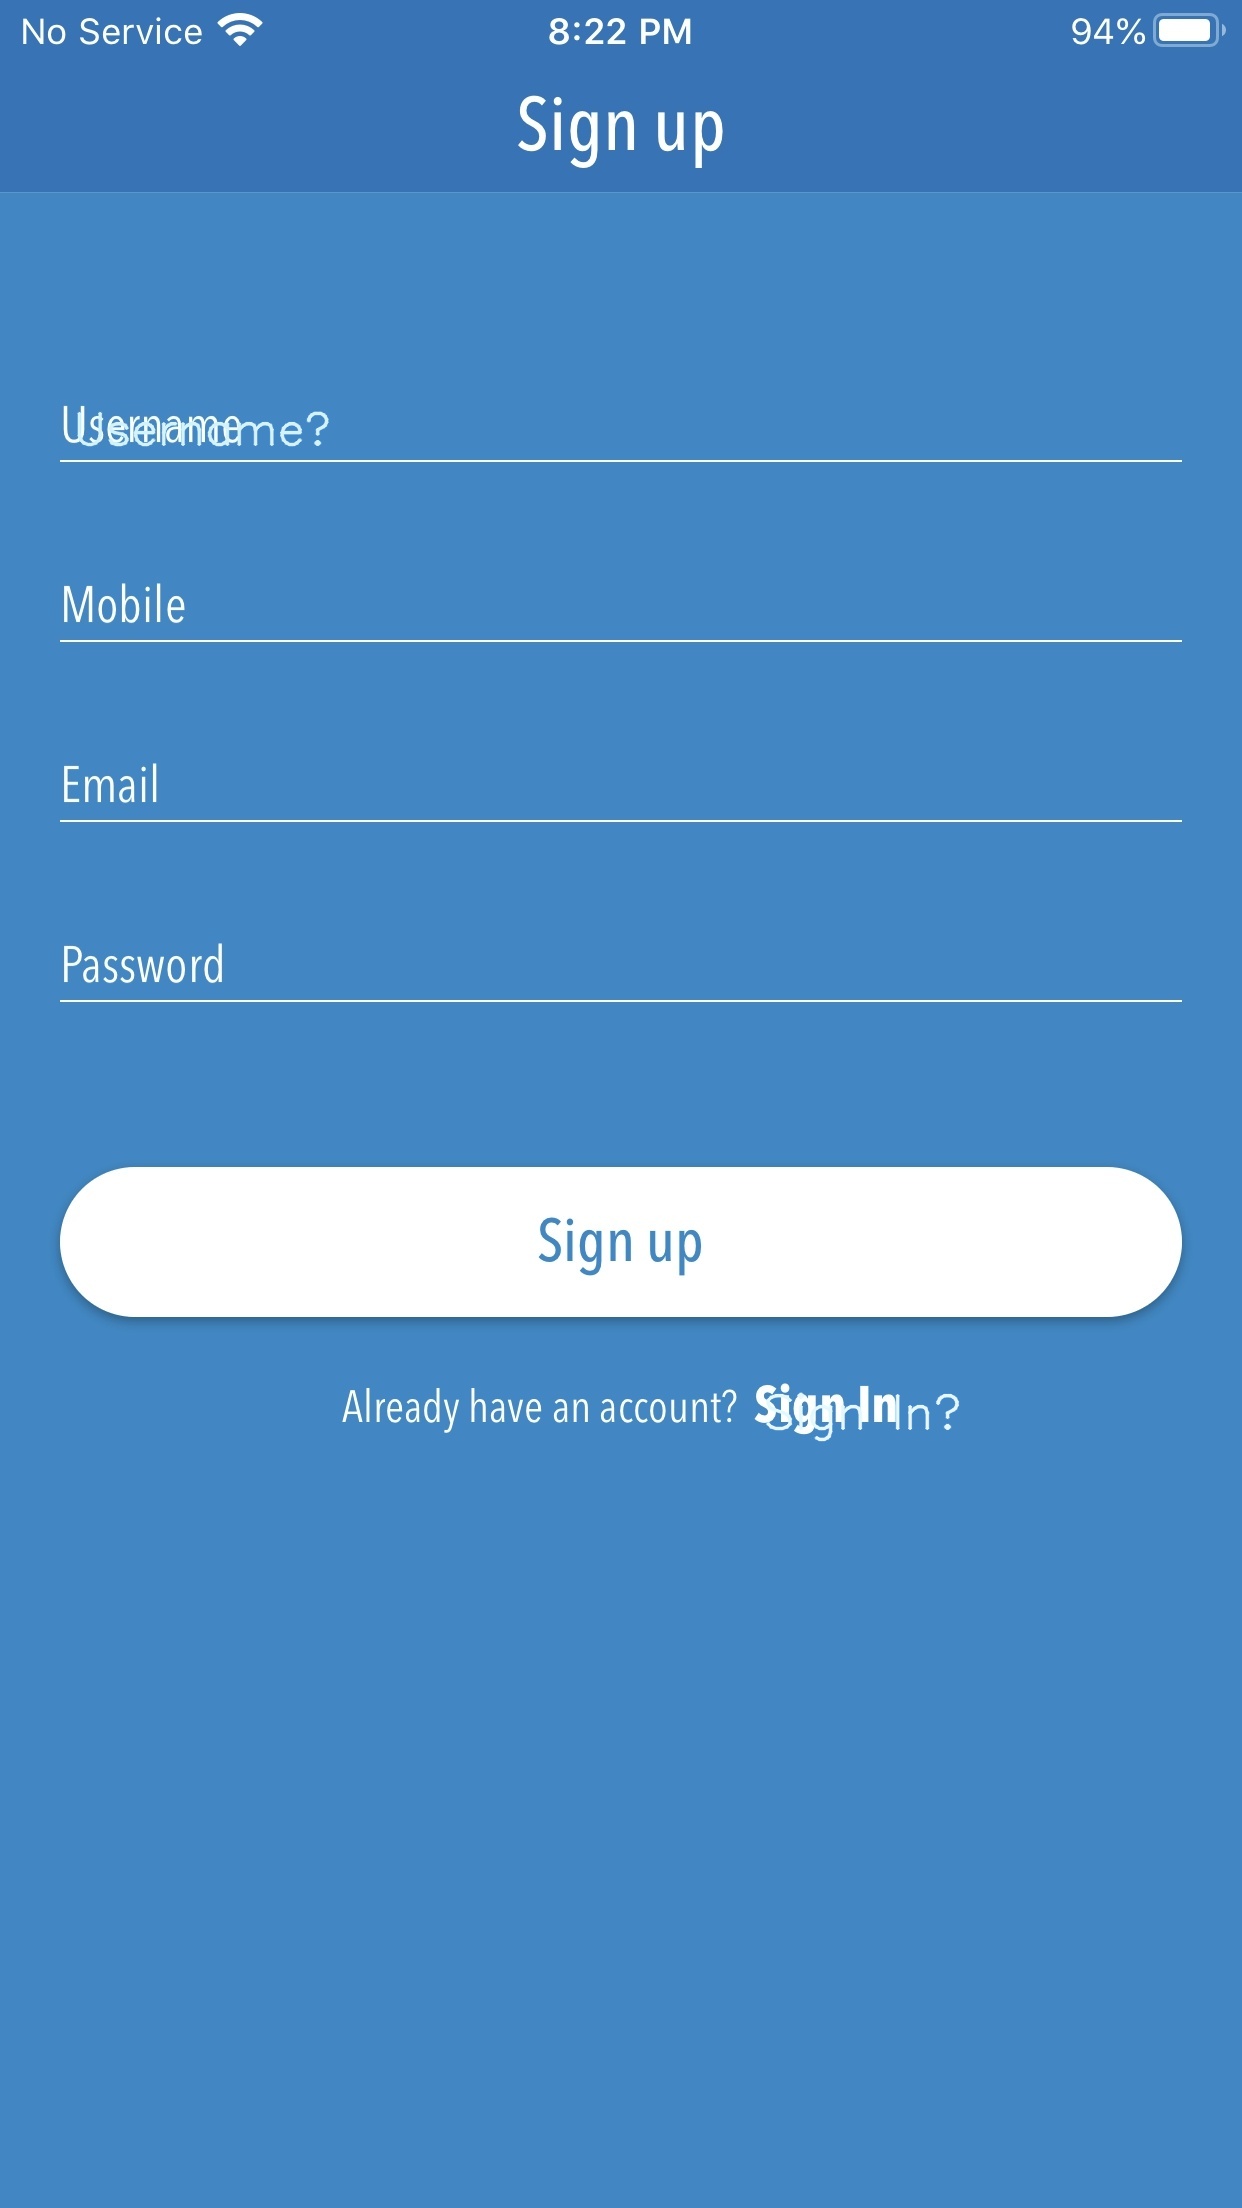 No Service 8:22 PM 94%
Sign up
Username
Username?
Mobile
Email
Password
Sign up
Already have an account? Sign In
Sign In?